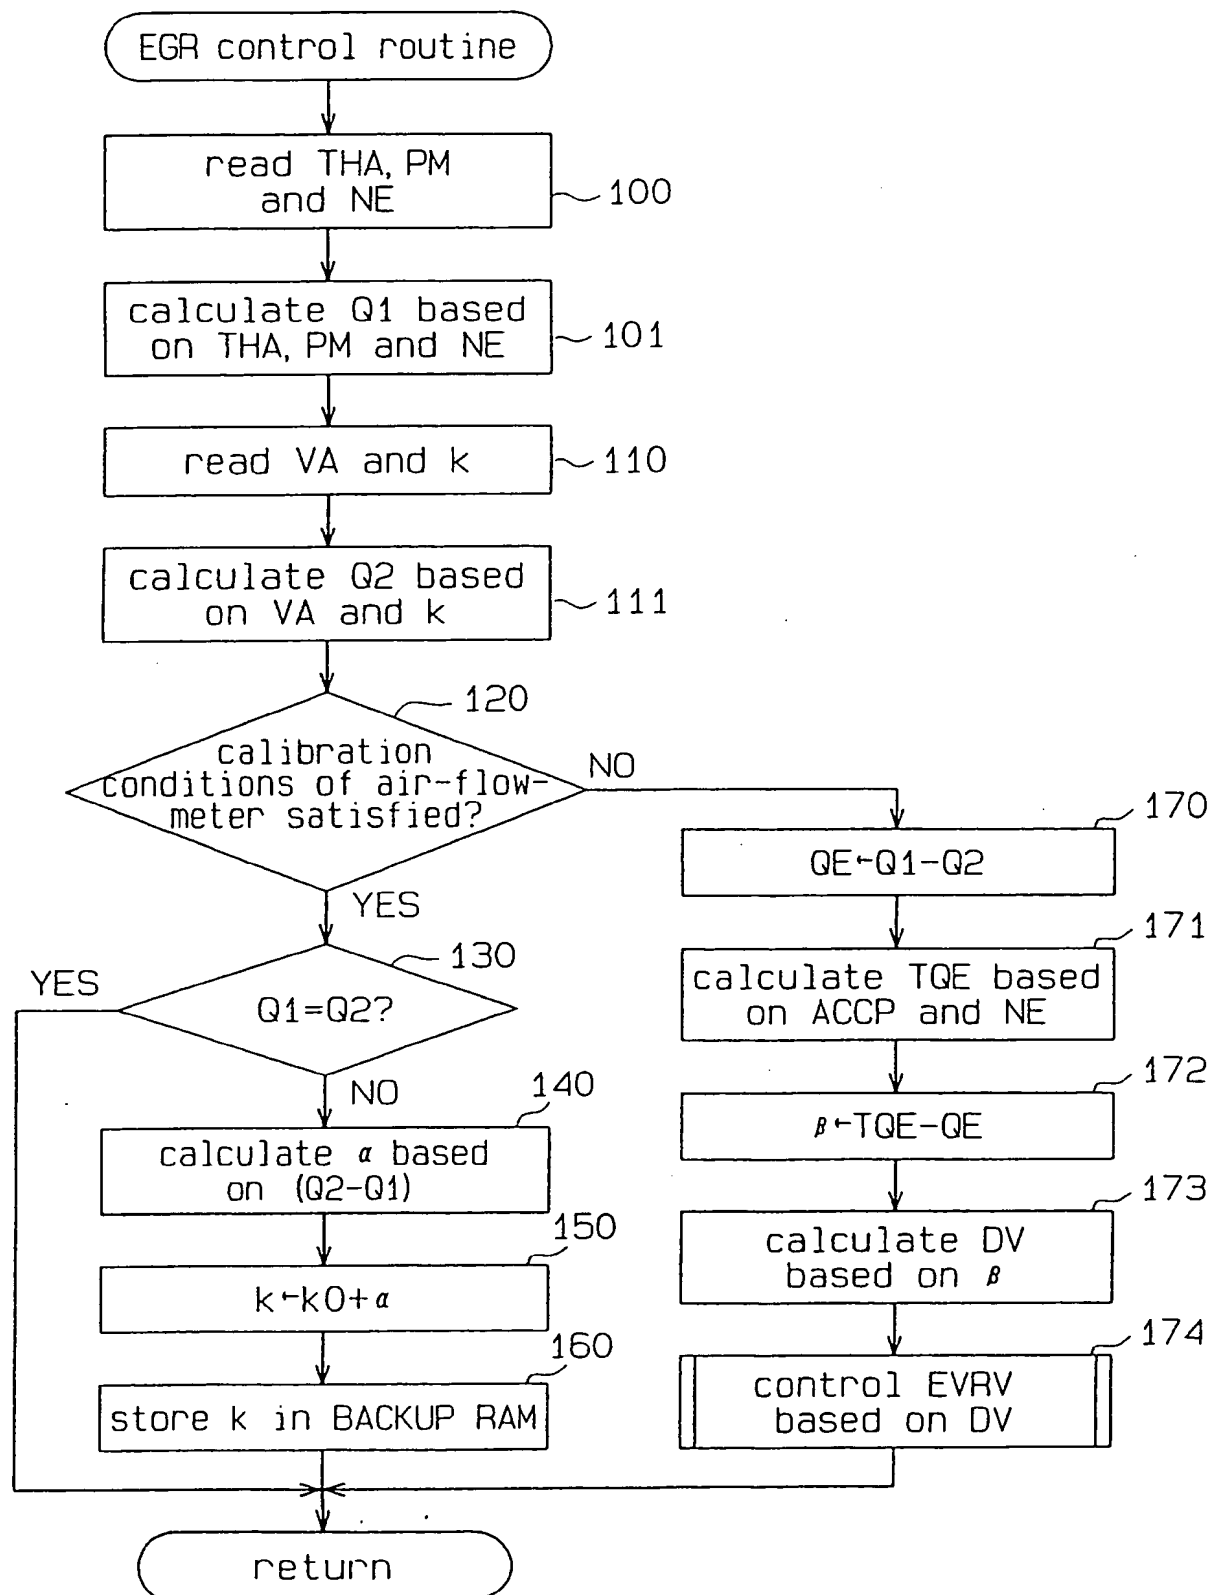 EGR control routine
read THA, PM
and NE
100
calculate Q1 based
on THA, PM and NE
101
read VA and k
110
calculate Q2 based
on VA and k
111
120
calibration
conditions of air-flow-
meter satisfied?
NO
YES
130
Q1=Q2?
YES
NO
140
calculate α based
on (Q2-Q1)
150
k←k0+α
160
store k in BACKUP RAM
170
QE←Q1-Q2
171
calculate TQE based
on ACCP and NE
172
β←TQE-QE
173
calculate DV
based on β
174
control EVRV
based on DV
return